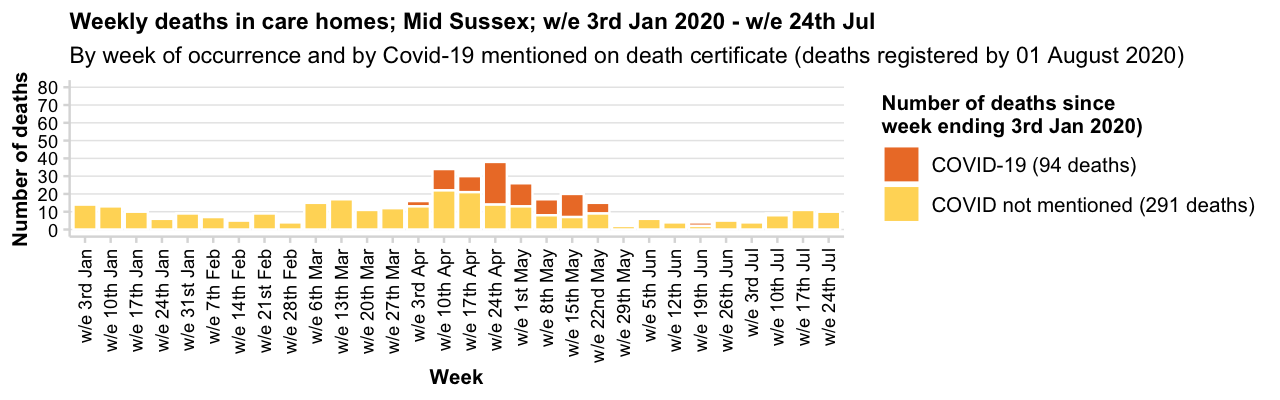 Weekly deaths in care homes; Mid Sussex; w/e 3rd Jan 2020 - w/e 24th Jul
By week of occurrence and by Covid-19 mentioned on death certificate (deaths registered by 01 August 2020)
Number of deaths
80
70
60
50
40
30
20
10
0
w/e 3rd Jan
w/e 10th Jan
w/e 17th Jan
w/e 24th Jan
w/e 31st Jan
w/e 7th Feb
w/e 14th Feb
w/e 21st Feb
w/e 28th Feb
w/e 6th Mar
w/e 13th Mar
w/e 20th Mar
w/e 27th Mar
w/e 3rd Apr
w/e 10th Apr
w/e 17th Apr
w/e 24th Apr
w/e 1st May
w/e 8th May
w/e 15th May
w/e 22nd May
w/e 29th May
w/e 5th Jun
w/e 12th Jun
w/e 19th Jun
w/e 26th Jun
w/e 3rd Jul
w/e 10th Jul
w/e 17th Jul
w/e 24th Jul
Week
Number of deaths since
week ending 3rd Jan 2020)
COVID-19 (94 deaths)
COVID not mentioned (291 deaths)